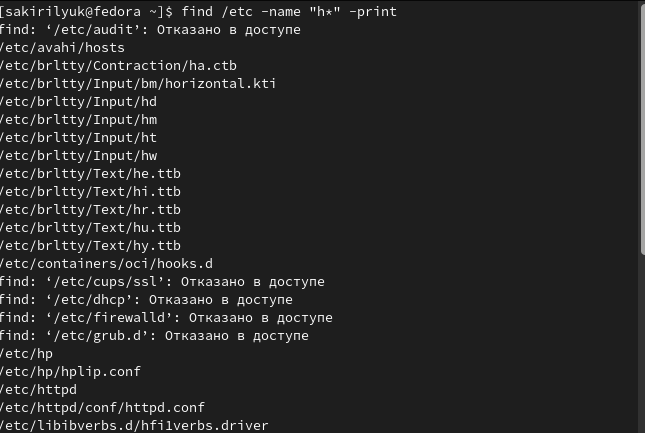 [sakirilyuk@fedora ~]$ find /etc -name "h*" -print
find: ‘/etc/audit’: Отказано в доступе
/etc/avahi/hosts
/etc/brltty/Contraction/ha.ctb
/etc/brltty/Input/bm/horizontal.kti
/etc/brltty/Input/hd
/etc/brltty/Input/hm
/etc/brltty/Input/ht
/etc/brltty/Input/hw
/etc/brltty/Text/he.ttb
/etc/brltty/Text/hi.ttb
/etc/brltty/Text/hr.ttb
/etc/brltty/Text/hu.ttb
/etc/brltty/Text/hy.ttb
/etc/containers/oci/hooks.d
find: ‘/etc/cups/ssl’: Отказано в доступе
find: ‘/etc/dhcp’: Отказано в доступе
find: ‘/etc/firewalld’: Отказано в доступе
find: ‘/etc/grub.d’: Отказано в доступе
/etc/hp
/etc/hp/hplip.conf
/etc/httpd
/etc/httpd/conf/httpd.conf
/etc/libibverbs.d/hfi1verbs.driver